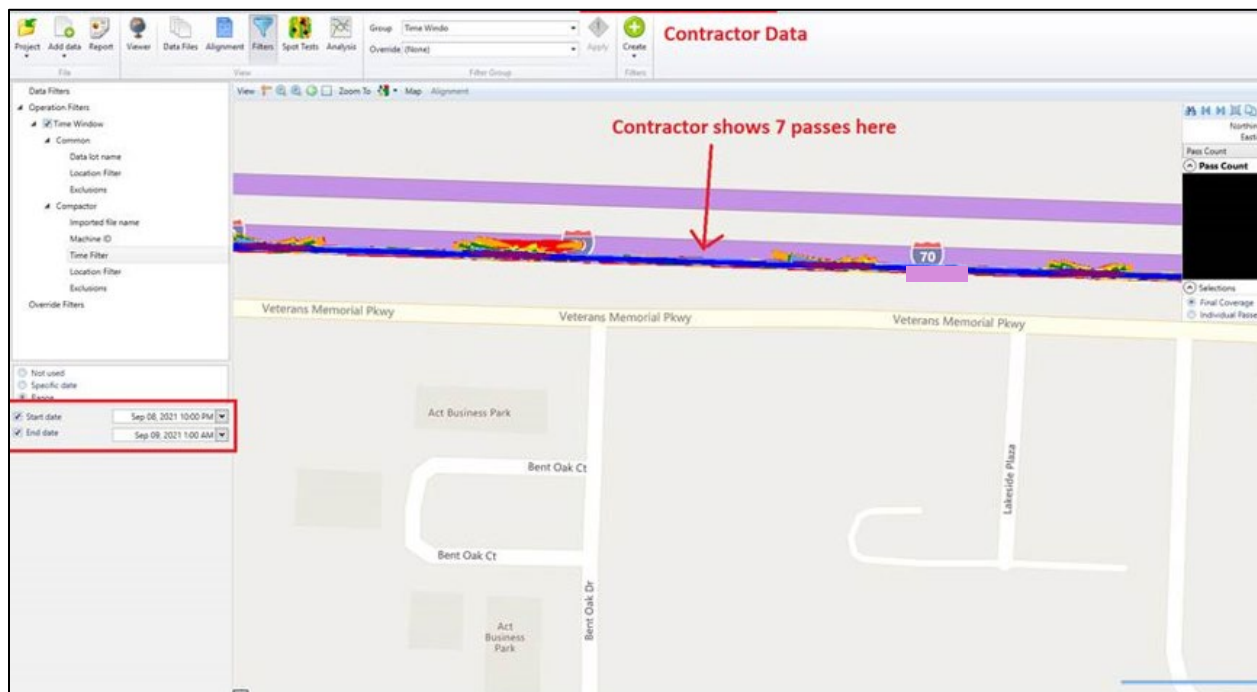 Project
Add data
Report
Viewer
Data Files
Alignment
Filters
Spot Tests
Analysis
Group
Time Windo
Override
(None)
Apply
Create
Contractor Data
File
View
Filter Group
Filters
Data Filters
Operation Filters
Time Window
Common
Data lot name
Location Filter
Exclusions
Compactor
Imported file name
Machine ID
Time Filter
Location Filter
Exclusions
Override Filters
Not used
Specific date
Range
Start date
Sep 08, 2021 10:00 PM
End date
Sep 09, 2021 1:00 AM
View
Zoom To
Map
Alignment
Contractor shows 7 passes here
70
Veterans Memorial Pkwy
Veterans Memorial Pkwy
Veterans Memorial Pkwy
Act Business Park
Bent Oak Ct
Bent Oak Ct
Bent Oak Dr
Act
Business
Park
Lakeside Plaza
Northin
Easti
Pass Count
Pass Count
Selections
Final Coverage
Individual Passe